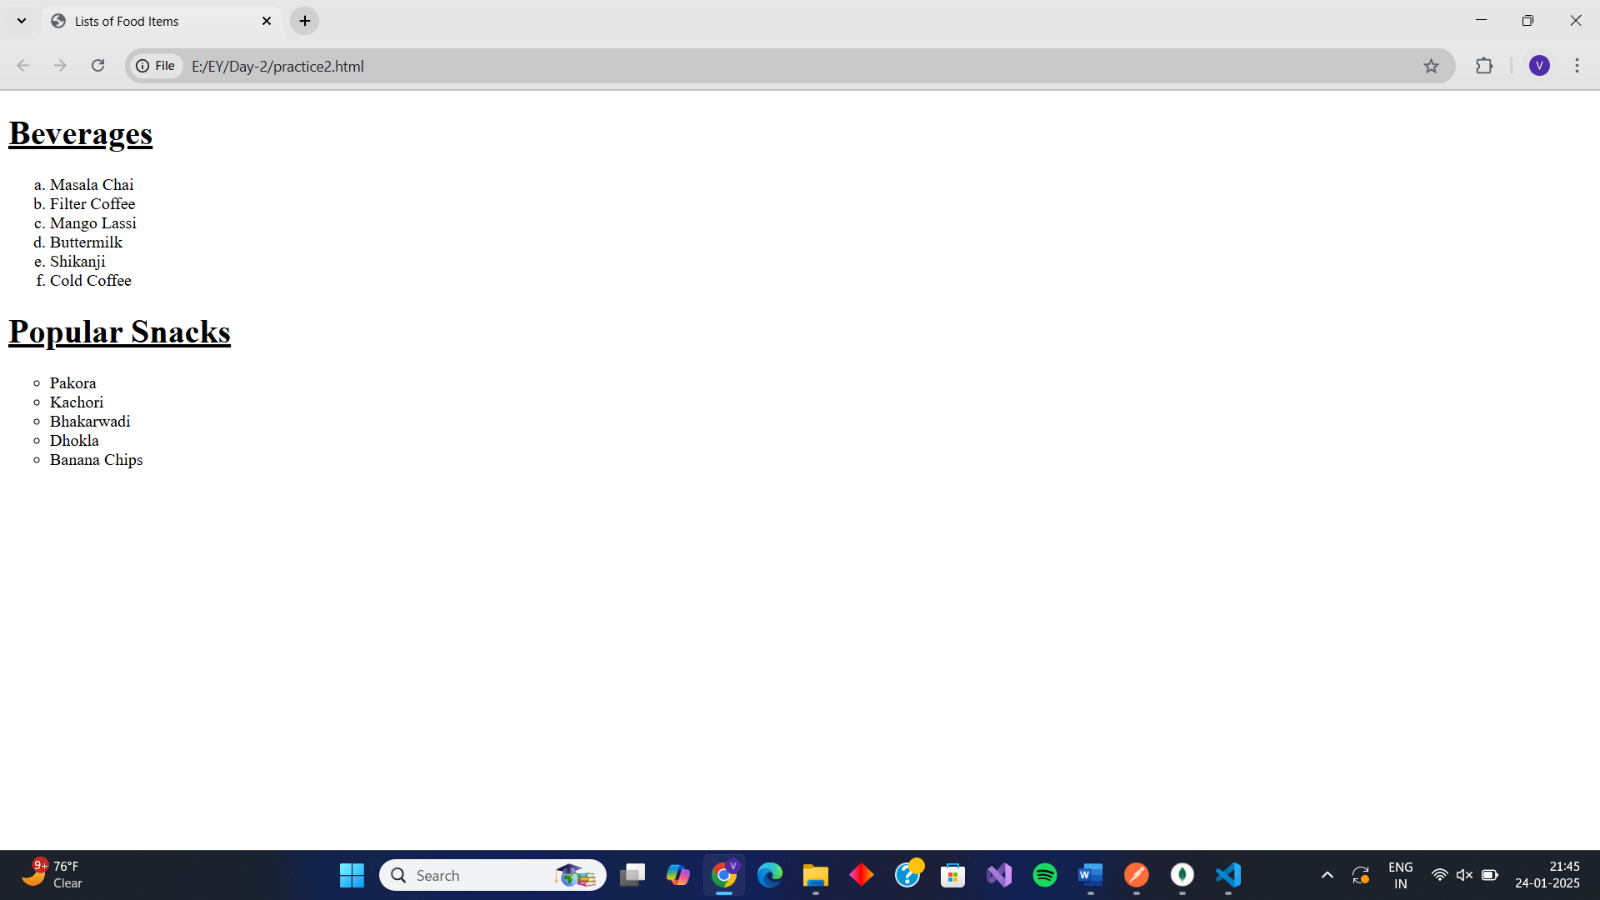 Lists of Food Items
File
E:/EY/Day-2/practice2.html
V
Beverages
a. Masala Chai
b. Filter Coffee
c. Mango Lassi
d. Buttermilk
e. Shikanji
f. Cold Coffee
Popular Snacks
Pakora
Kachori
Bhakarwadi
Dhokla
Banana Chips
9+
76°F
Clear
Search
V
W
ENG
IN
21:45
24-01-2025